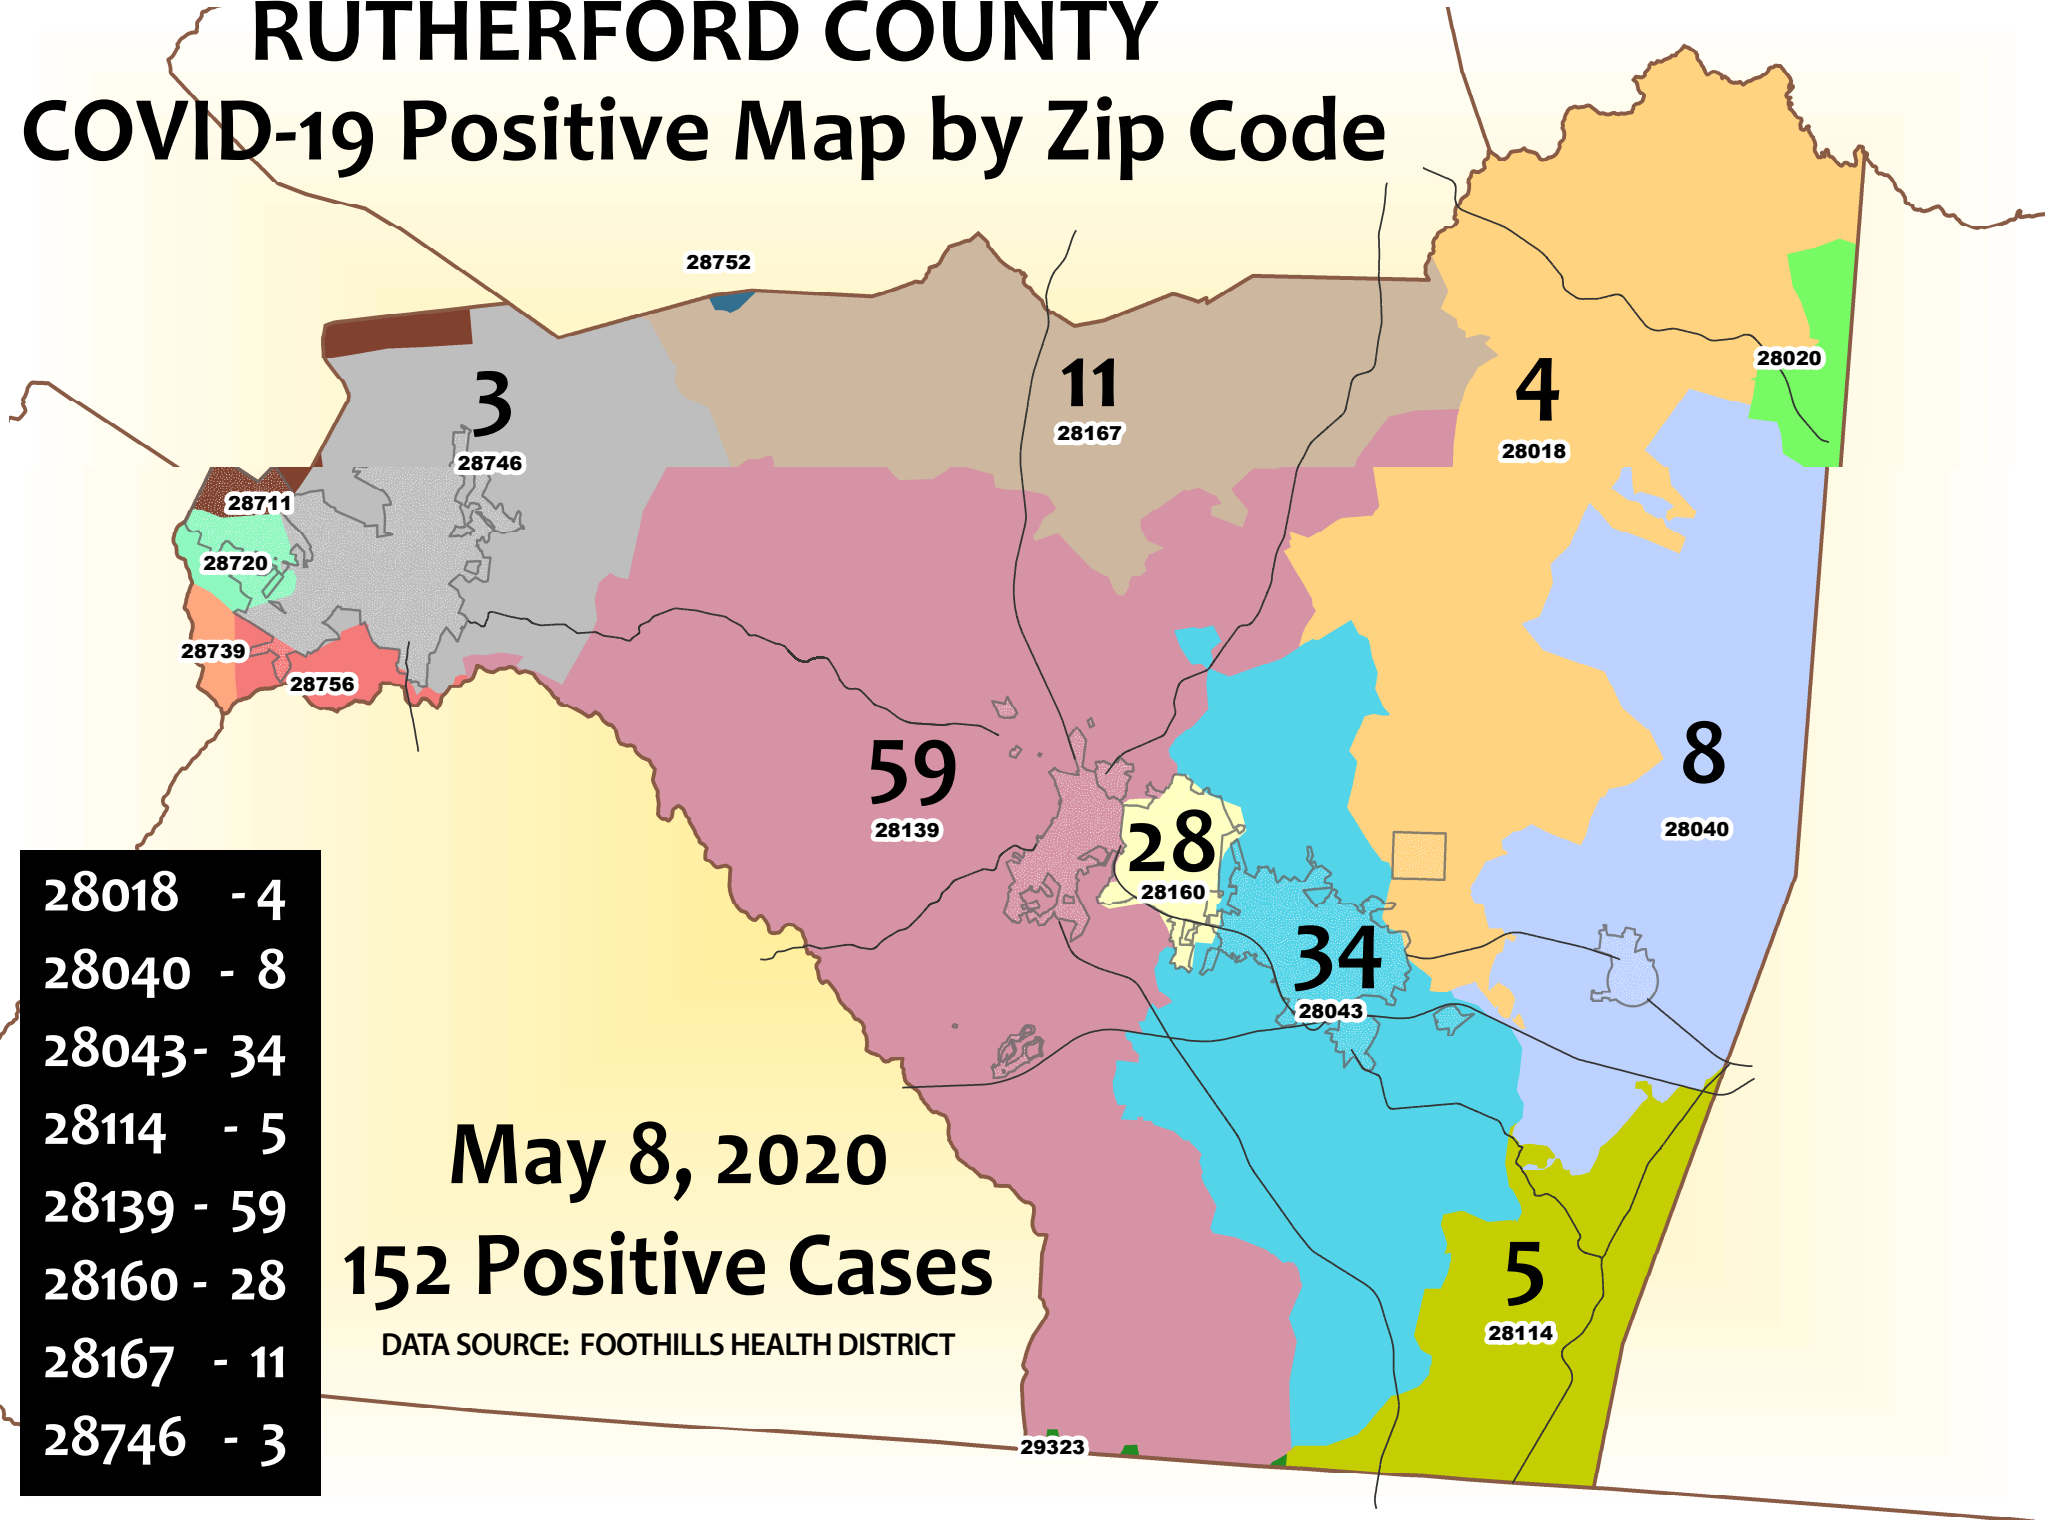 RUTHERFORD COUNTY
COVID-19 Positive Map by Zip Code
28752
3
28746
11
28167
4
28018
28020
28711
28720
28739
28756
59
28139
28
28160
8
28040
34
28043
5
28114
29323
28018 - 4
28040 - 8
28043- 34
28114 - 5
28139 - 59
28160 - 28
28167 - 11
28746 - 3
May 8, 2020
152 Positive Cases
DATA SOURCE: FOOTHILLS HEALTH DISTRICT